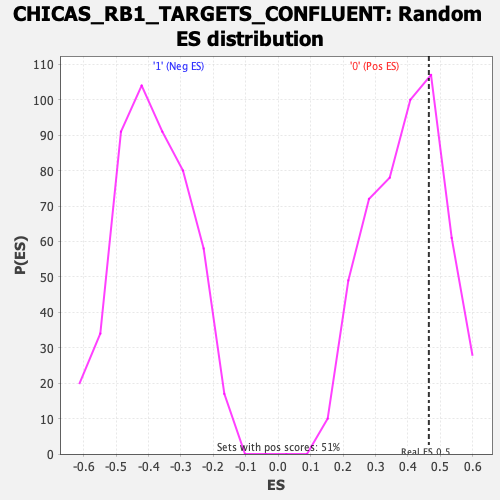 CHICAS_RB1_TARGETS_CONFLUENT: Random
ES distribution
'1' (Neg ES)
'0' (Pos ES)
110
100
90
80
70
60
50
40
30
20
10
0
P(ES)
Sets with pos scores: 51%
Real ES 0.5
-0.6 -0.5 -0.4 -0.3 -0.2 -0.1 0.0 0.1 0.2 0.3 0.4 0.5 0.6
ES